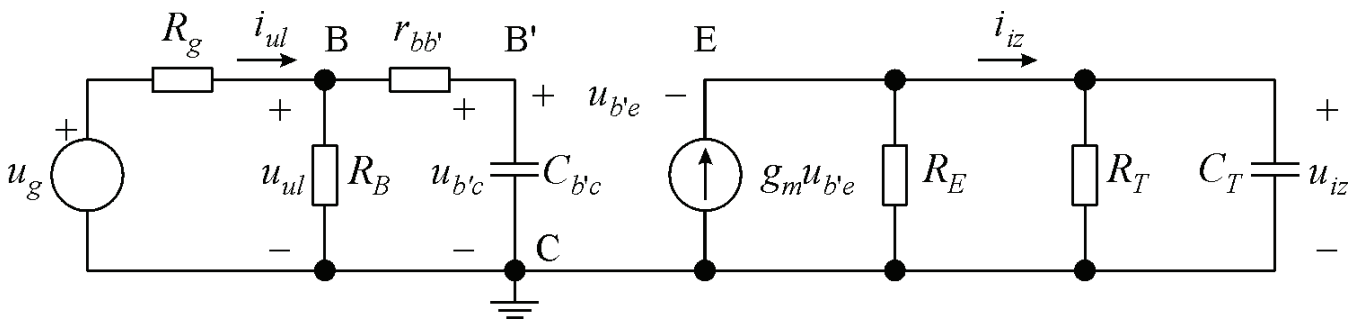 R_g i_ul B r_bb' B' E i_iz
+ + + + u_b'e − +
u_g u_ul R_B u_b'c C_b'c g_m u_b'e R_E R_T C_T u_iz
− − C −